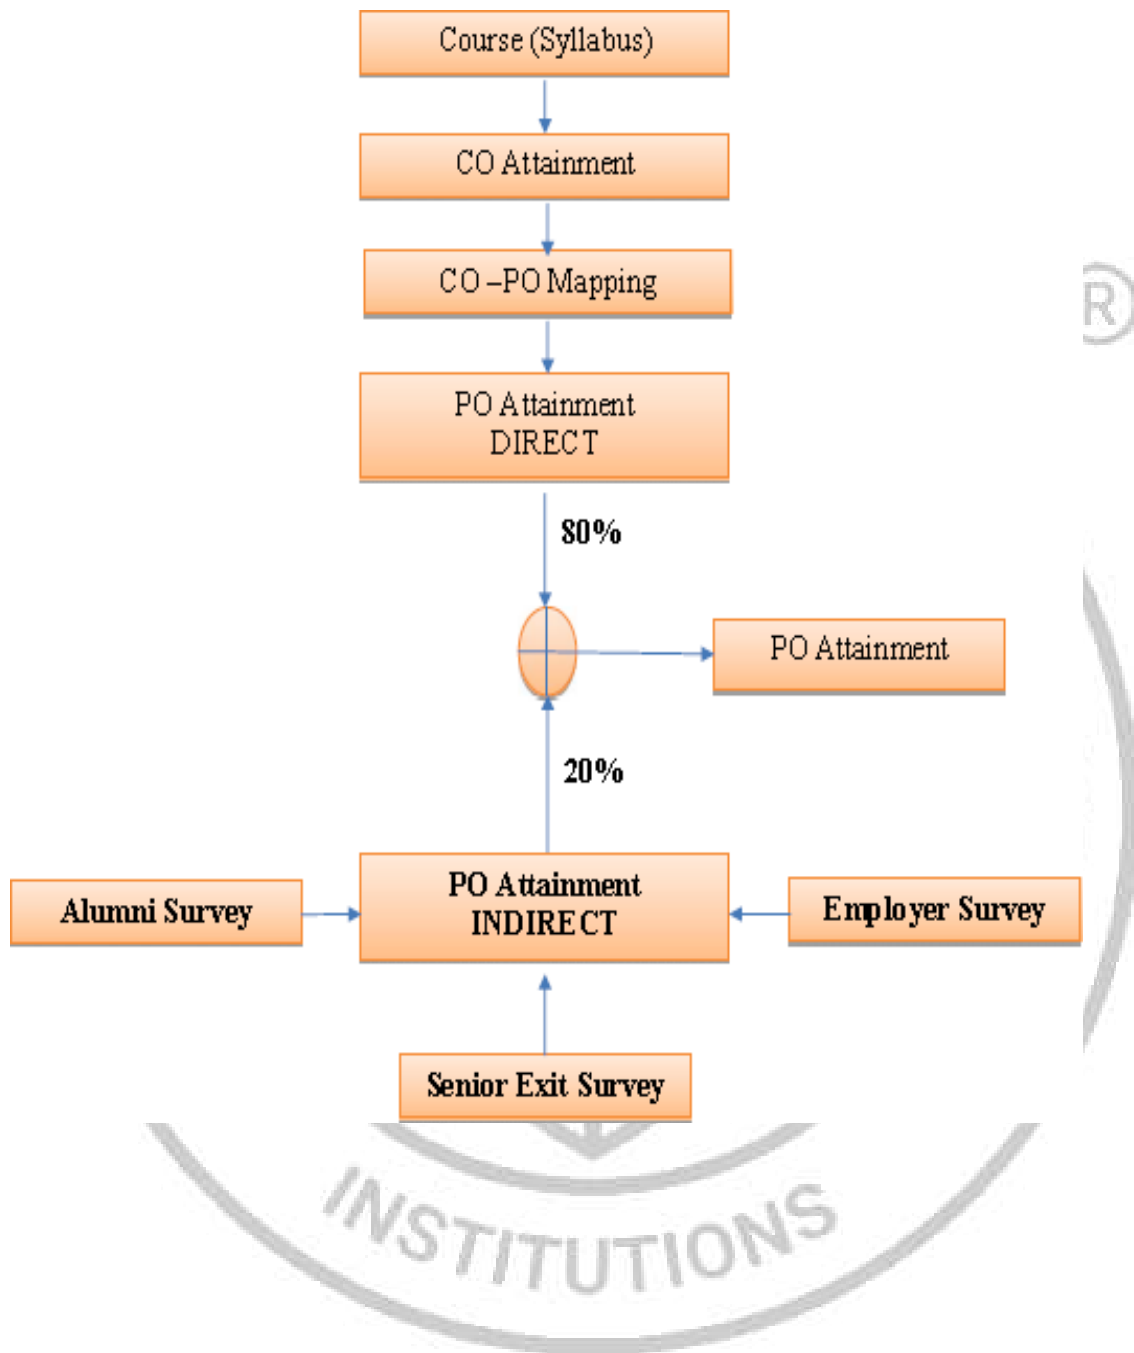 Course (Syllabus)
CO Attainment
CO –PO Mapping
®
PO Attainment
DIRECT
80%
PO Attainment
20%
PO Attainment
INDIRECT
Alumni Survey
Employer Survey
Senior Exit Survey
INSTITUTIONS